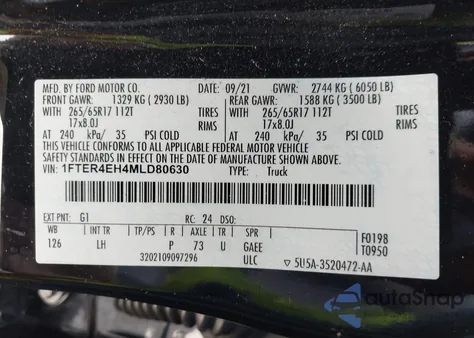 MFD. BY FORD MOTOR CO. DATE: 09/21 GVWR: 2744 KG (6050 LB)
FRONT GAWR: 1329 KG (2930 LB) REAR GAWR: 1588 KG (3500 LB)
WITH 265/65R17 112T TIRES WITH 265/65R17 112T TIRES
17x8.0J RIMS 17x8.0J RIMS
AT 240 kPa/ 35 PSI COLD AT 240 kPa/ 35 PSI COLD
THIS VEHICLE CONFORMS TO ALL APPLICABLE FEDERAL MOTOR VEHICLE
SAFETY STANDARDS IN EFFECT ON THE DATE OF MANUFACTURE SHOWN ABOVE.
VIN: 1FTER4EH4MLD80630 TYPE: Truck
EXT PNT: G1 RC: 24 DSO:
WB INT TR TP/PS R AXLE TR SPR F0198
126 LH P 73 U GAEE T0950
3202109097296 ULC 5U5A-3520472-AA
autoShap